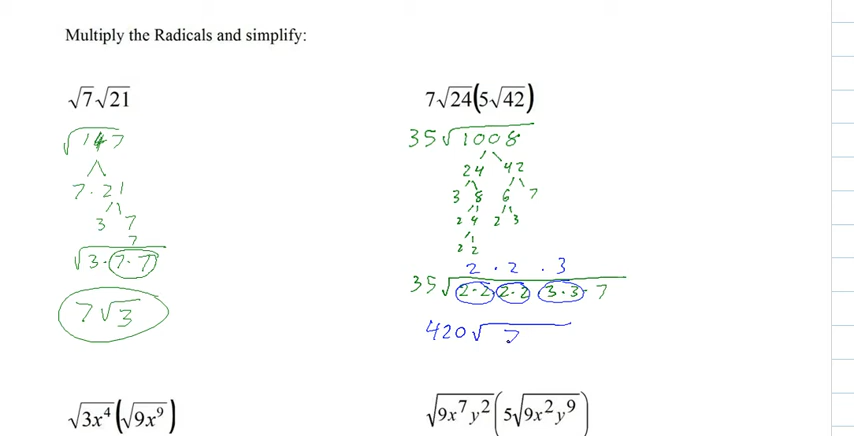 Multiply the Radicals and simplify:
√7√21
√147
7 · 21
3 7
7
√3 · 7 · 7
7√3
7√24(5√42)
35√1008
24 42
3 8 6 7
2 4 2 3
2 2
2 · 2 · 3
35√2·2·2·2·3·3·7
420√7
√3x⁴(√9x⁹)
√9x⁷y²(5√9x²y⁹)